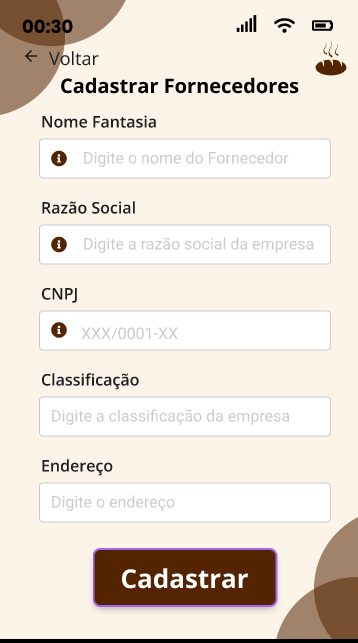 00:30
Voltar
Cadastrar Fornecedores
Nome Fantasia
Digite o nome do Fornecedor
Razão Social
Digite a razão social da empresa
CNPJ
XXX/0001-XX
Classificação
Digite a classificação da empresa
Endereço
Digite o endereço
Cadastrar